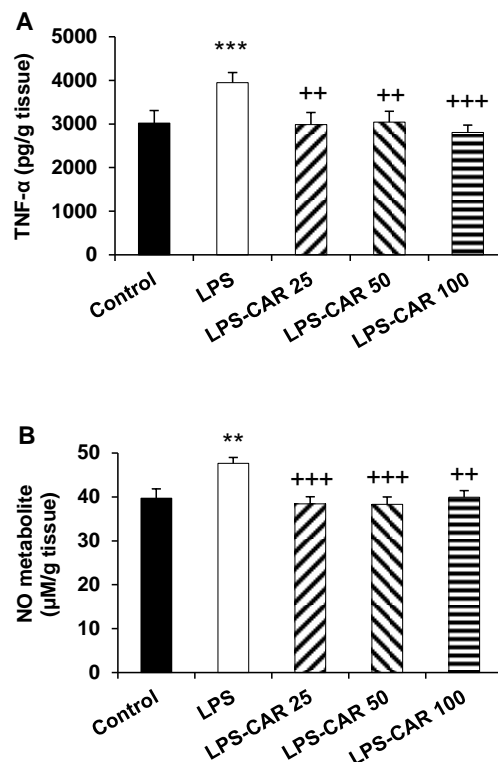 A
TNF-α (pg/g tissue)
5000
4000
3000
2000
1000
0
***
++
++
+++
Control
LPS
LPS-CAR 25
LPS-CAR 50
LPS-CAR 100
B
NO metabolite
(µM/g tissue)
50
40
30
20
10
0
**
+++
+++
++
Control
LPS
LPS-CAR 25
LPS-CAR 50
LPS-CAR 100